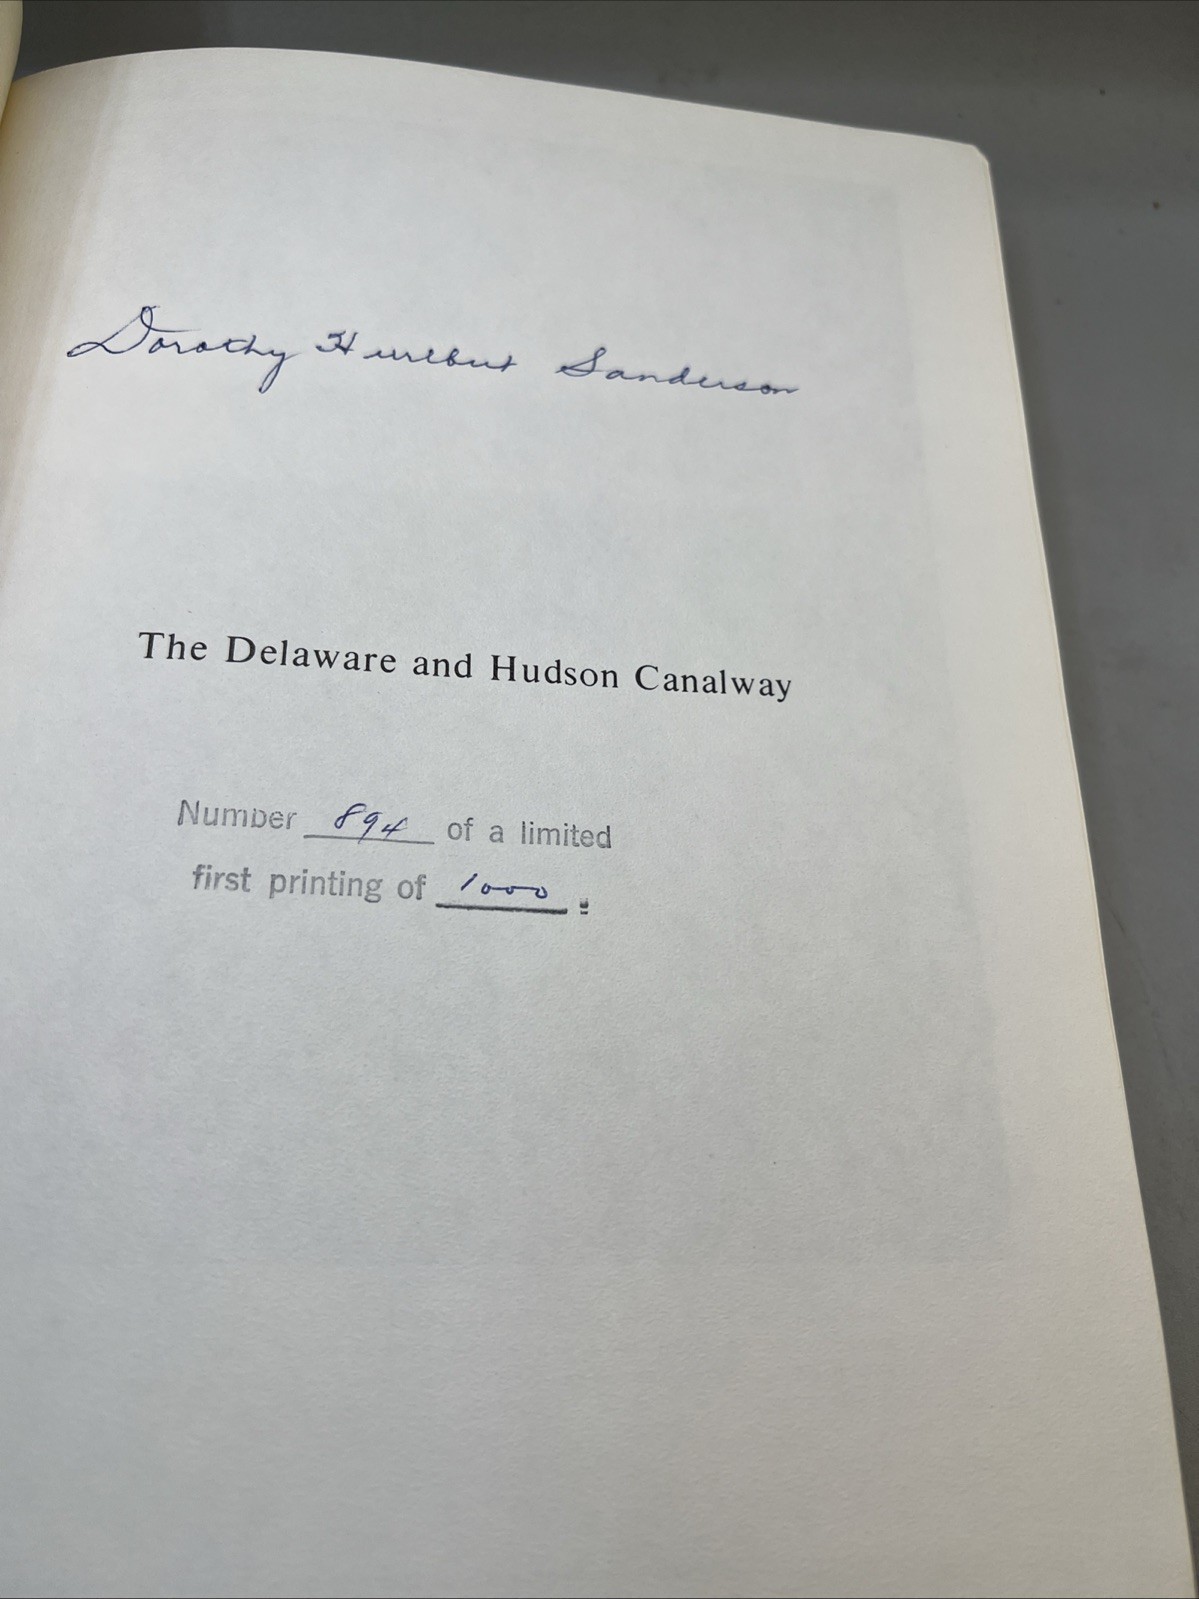 Dorothy Hurlbut Sanderson
The Delaware and Hudson Canalway
Number 894 of a limited
first printing of 1000.